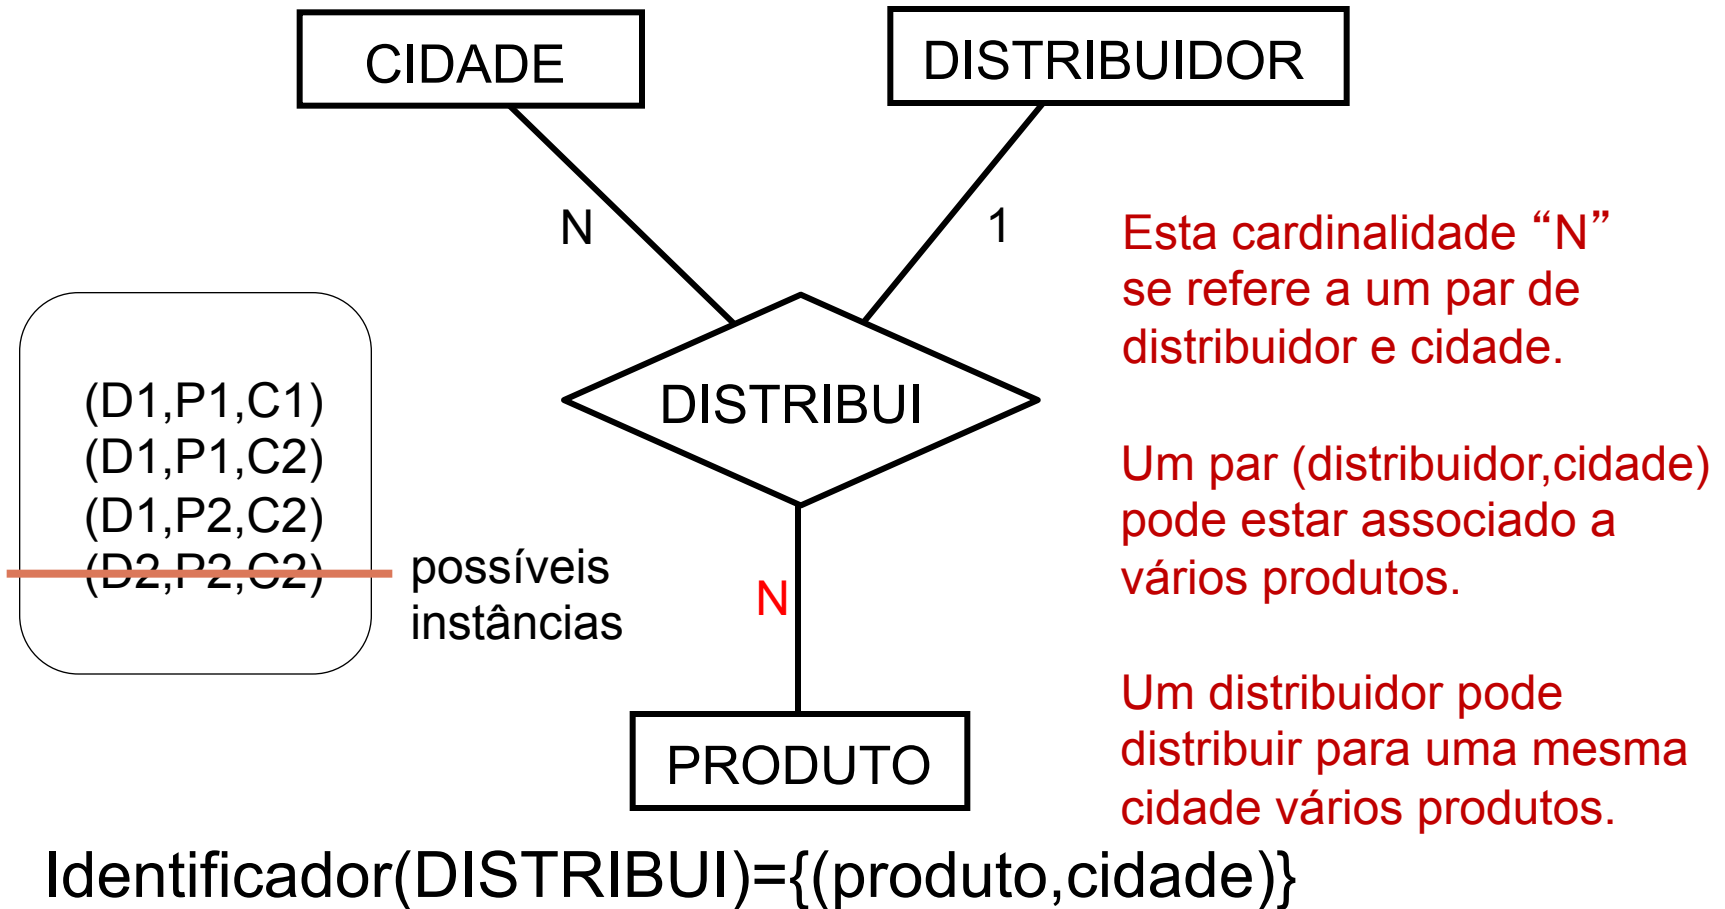 CIDADE
DISTRIBUIDOR
N
1
Esta cardinalidade “N”
se refere a um par de
distribuidor e cidade.
(D1,P1,C1)
(D1,P1,C2)
(D1,P2,C2)
(D2,P2,C2)
DISTRIBUI
Um par (distribuidor,cidade)
pode estar associado a
vários produtos.
possíveis
instâncias
N
Um distribuidor pode
distribuir para uma mesma
cidade vários produtos.
PRODUTO
Identificador(DISTRIBUI)={(produto,cidade)}